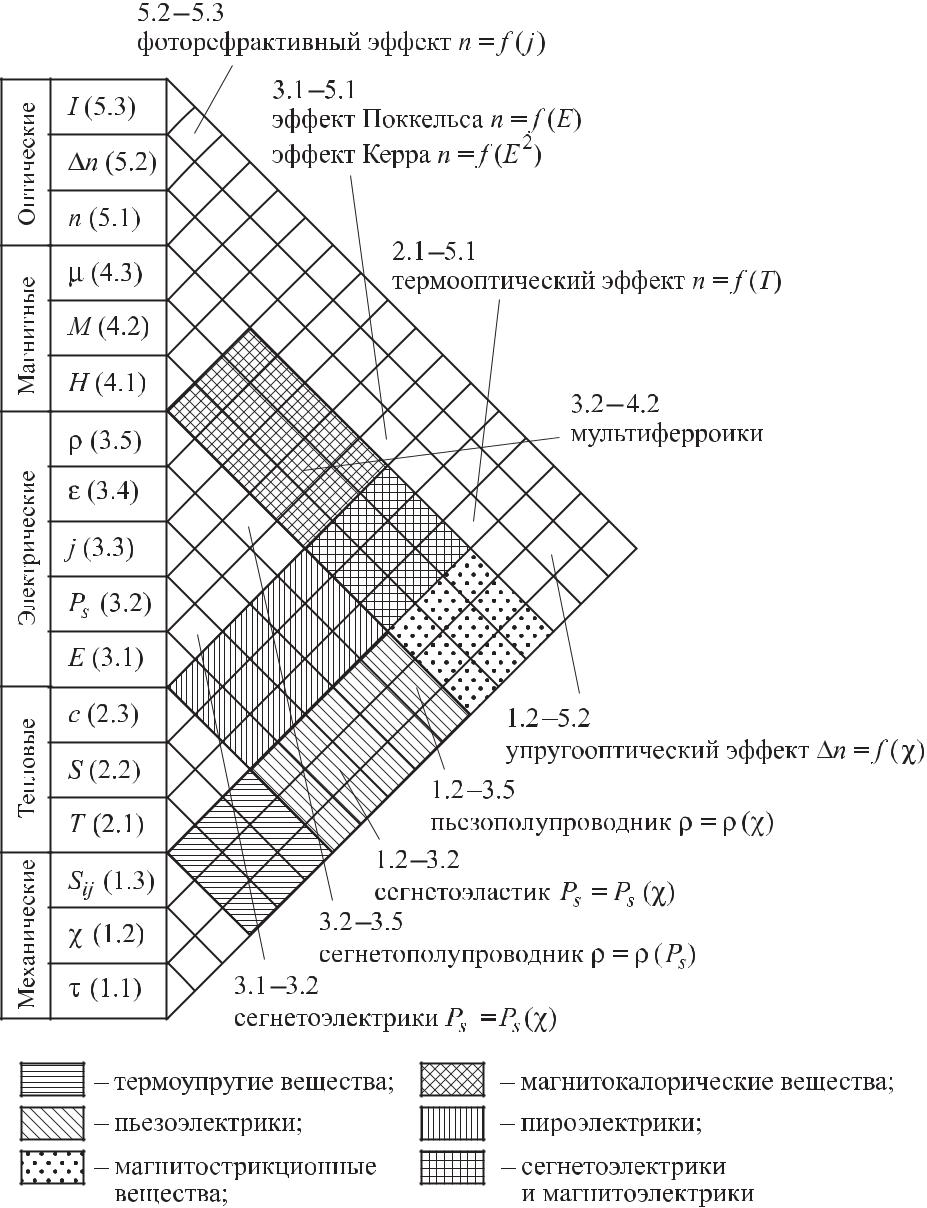 5.2–5.3
фоторефрактивный эффект n = f(j)
3.1–5.1
эффект Поккельса n = f(E)
эффект Керра n = f(E²)
2.1–5.1
термооптический эффект n = f(T)
3.2–4.2
мультиферроики
Оптические
I (5.3)
Δn (5.2)
n (5.1)
Магнитные
μ (4.3)
M (4.2)
H (4.1)
Электрические
ρ (3.5)
ε (3.4)
j (3.3)
Pₛ (3.2)
E (3.1)
Тепловые
c (2.3)
S (2.2)
T (2.1)
Механические
Sᵢⱼ (1.3)
χ (1.2)
τ (1.1)
1.2–5.2
упругооптический эффект Δn = f(χ)
1.2–3.5
пьезополупроводник ρ = ρ(χ)
1.2–3.2
сегнетоэластик Pₛ = Pₛ(χ)
3.2–3.5
сегнетополупроводник ρ = ρ(Pₛ)
3.1–3.2
сегнетоэлектрики Pₛ = Pₛ(χ)
– термоупругие вещества;
– пьезоэлектрики;
– магнитострикционные
вещества;
– магнитокалорические вещества;
– пироэлектрики;
– сегнетоэлектрики
и магнитоэлектрики